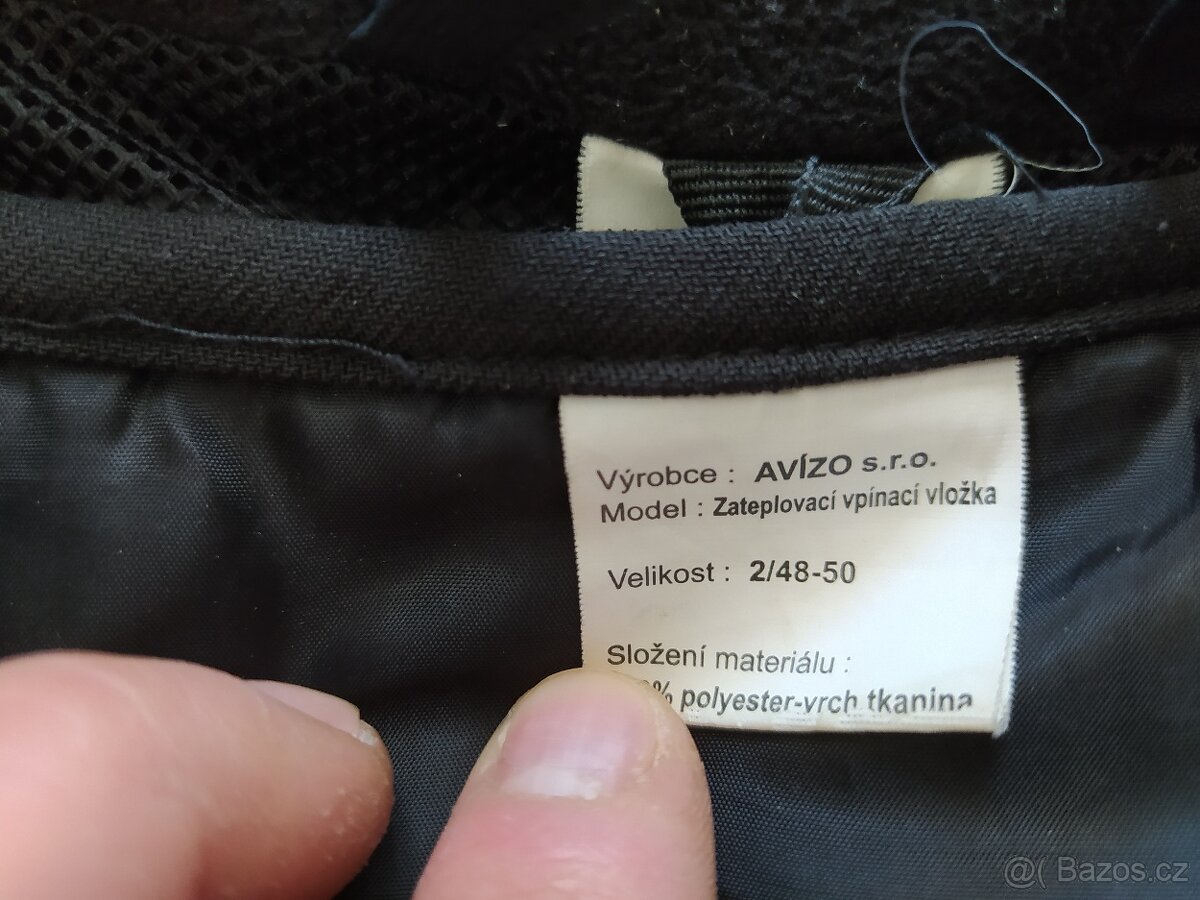 Výrobce : AVÍZO s.r.o.
Model : Zateplovací vpínací vložka
Velikost : 2/48-50
Složení materiálu :
% polyester-vrch tkanina
@( Bazos.cz